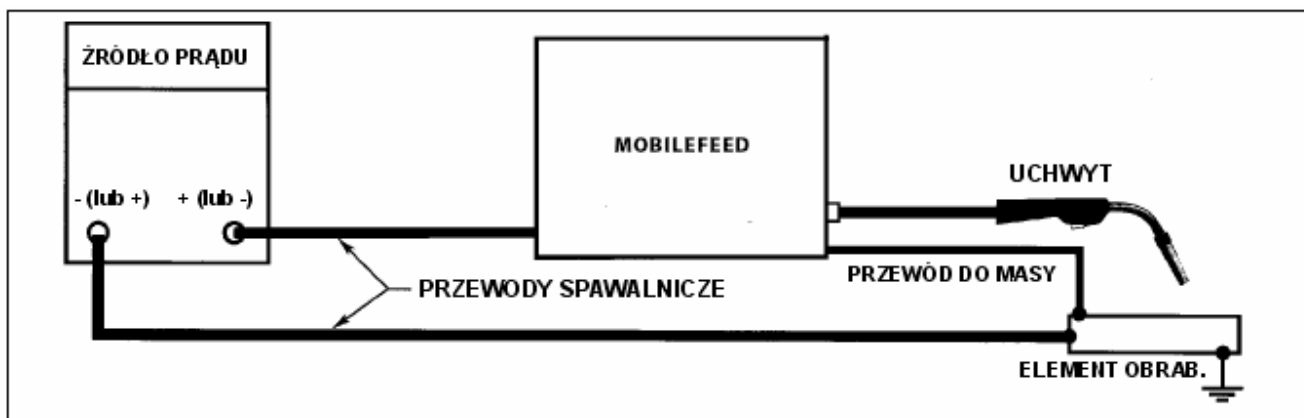 ŹRÓDŁO PRĄDU
- (lub +) + (lub -)
MOBILEFEED
UCHWYT
PRZEWÓD DO MASY
PRZEWODY SPAWALNICZE
ELEMENT OBRAB.